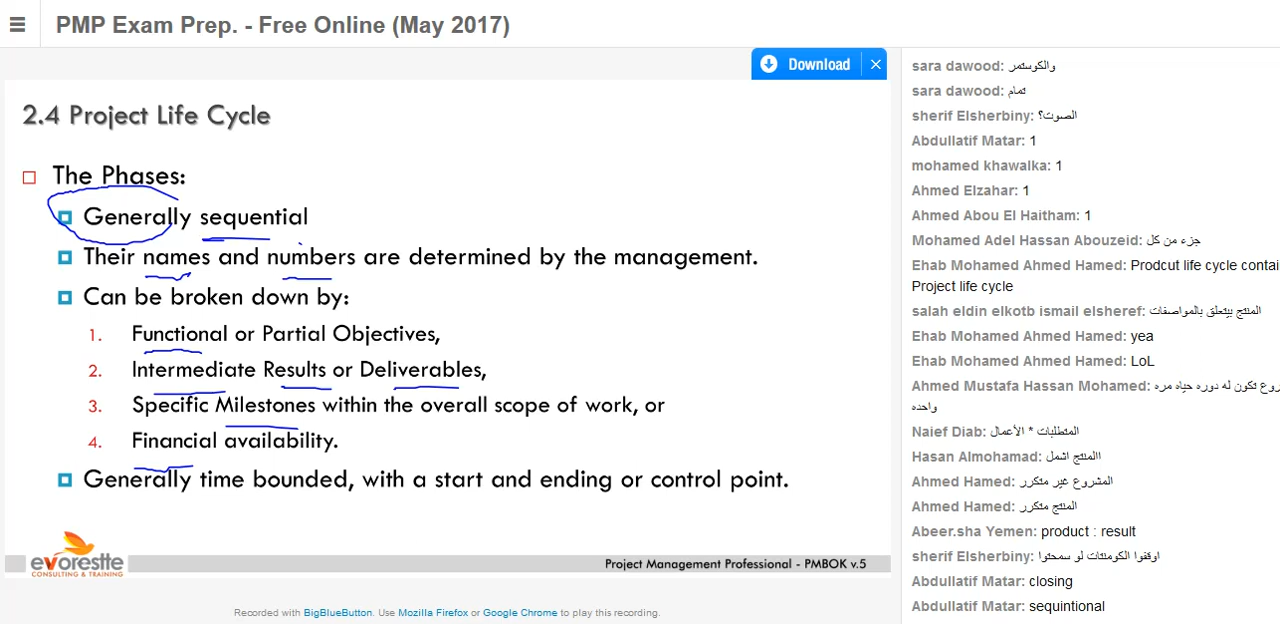 PMP Exam Prep. - Free Online (May 2017)
Download
2.4 Project Life Cycle
The Phases:
Generally sequential
Their names and numbers are determined by the management.
Can be broken down by:
1. Functional or Partial Objectives,
2. Intermediate Results or Deliverables,
3. Specific Milestones within the overall scope of work, or
4. Financial availability.
Generally time bounded, with a start and ending or control point.
evorestte
CONSULTING & TRAINING
Project Management Professional - PMBOK v.5
Recorded with BigBlueButton. Use Mozilla Firefox or Google Chrome to play this recording.
sara dawood: والكوستمر
sara dawood: تمام
sherif Elsherbiny: الصوت؟
Abdullatif Matar: 1
mohamed khawalka: 1
Ahmed Elzahar: 1
Ahmed Abou El Haitham: 1
Mohamed Adel Hassan Abouzeid: جزء من كل
Ehab Mohamed Ahmed Hamed: Prodcut life cycle contai
Project life cycle
salah eldin elkotb ismail elsheref: المنتج بيتعلق بالمواصفات
Ehab Mohamed Ahmed Hamed: yea
Ehab Mohamed Ahmed Hamed: LoL
Ahmed Mustafa Hassan Mohamed: روع تكون له دوره حياه مره
واحده
Naief Diab: المتطلبات * الأعمال
Hasan Almohamad: االمنتج اشمل
Ahmed Hamed: المشروع غير متكرر
Ahmed Hamed: المنتج متكرر
Abeer.sha Yemen: product : result
sherif Elsherbiny: اوقفوا الكومنتات لو سمحتوا
Abdullatif Matar: closing
Abdullatif Matar: sequintional